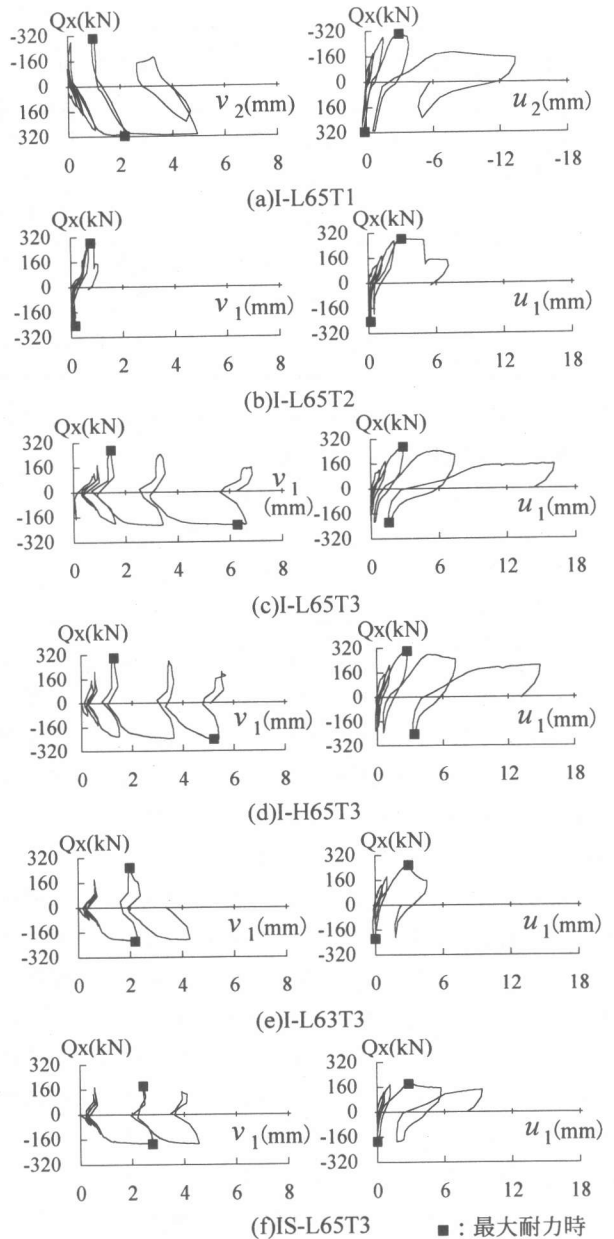 Qx(kN) Qx(kN)
-320 -320
-160 -160
0 0
160 v2(mm) 160 u2(mm)
320 320
0 2 4 6 8 0 -6 -12 -18
(a)I-L65T1
Qx(kN) Qx(kN)
320 320
160 160
0 0
-160 v1(mm) -160 u1(mm)
-320 -320
0 2 4 6 8 0 6 12 18
(b)I-L65T2
Qx(kN) Qx(kN)
320 320
160 v1 160
0 (mm) 0
-160 -160 u1(mm)
-320 -320
0 2 4 6 8 0 6 12 18
(c)I-L65T3
Qx(kN) Qx(kN)
320 320
160 160
0 0
-160 v1(mm) -160 u1(mm)
-320 -320
0 2 4 6 8 0 6 12 18
(d)I-H65T3
Qx(kN) Qx(kN)
320 320
160 160
0 0
-160 v1(mm) -160 u1(mm)
-320 -320
0 2 4 6 8 0 6 12 18
(e)I-L63T3
Qx(kN) Qx(kN)
320 320
160 160
0 0
-160 v1(mm) -160 u1(mm)
-320 -320
0 2 4 6 8 0 6 12 18
(f)IS-L65T3 ■:最大耐力時